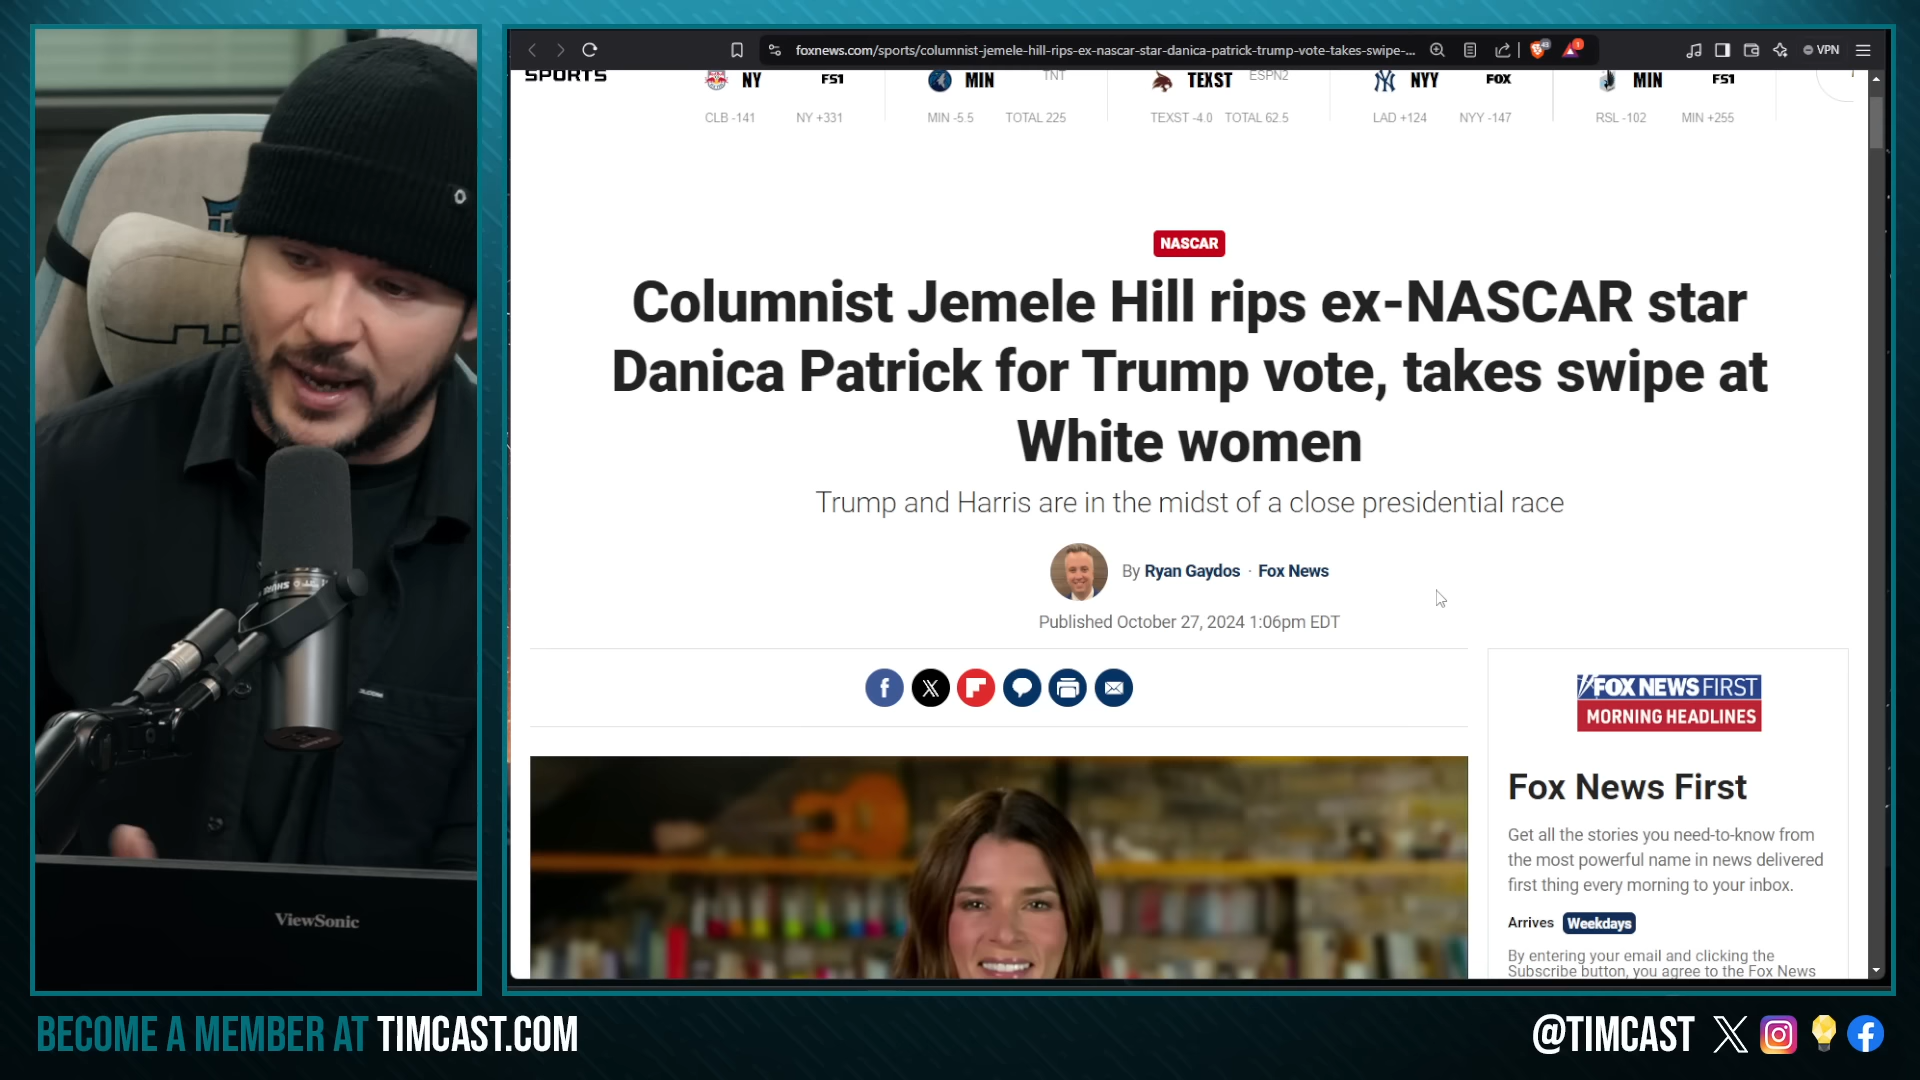 foxnews.com/sports/columnist-jemele-hill-rips-ex-nascar-star-danica-patrick-trump-vote-takes-swipe-...
VPN
SPORTS
NY FS1
MIN TNT
TEXST ESPN2
NYY FOX
MIN FS1
CLB -141 NY +331
MIN -5.5 TOTAL 225
TEXST -4.0 TOTAL 62.5
LAD +124 NYY -147
RSL -102 MIN +255
NASCAR
Columnist Jemele Hill rips ex-NASCAR star
Danica Patrick for Trump vote, takes swipe at
White women
Trump and Harris are in the midst of a close presidential race
By Ryan Gaydos · Fox News
Published October 27, 2024 1:06pm EDT
FOX NEWS FIRST
MORNING HEADLINES
Fox News First
Get all the stories you need-to-know from
the most powerful name in news delivered
first thing every morning to your inbox.
Arrives Weekdays
By entering your email and clicking the
Subscribe button, you agree to the Fox News
ViewSonic
BECOME A MEMBER AT TIMCAST.COM
@TIMCAST